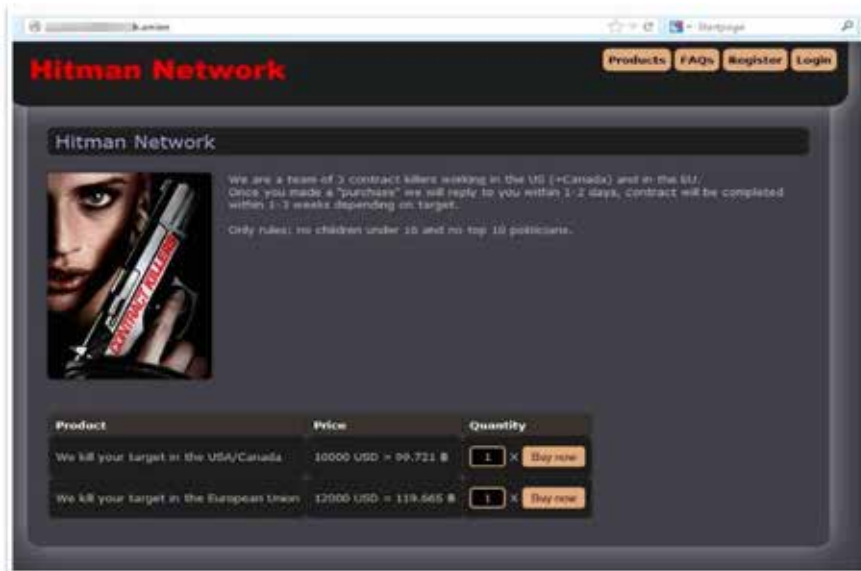 .onion
Startpage
Hitman Network
Products FAQs Register Login
Hitman Network
We are a team of 3 contract killers working in the US (+Canada) and in the EU.
Once you made a "purchase" we will reply to you within 1-2 days, contract will be completed
within 1-3 weeks depending on target.
Only rules: no children under 16 and no top 10 politicians.
CONTRACT KILLERS
Product Price Quantity
We kill your target in the USA/Canada 10000 USD = 99.721 ฿ 1 X Buy now
We kill your target in the European Union 12000 USD = 119.665 ฿ 1 X Buy now